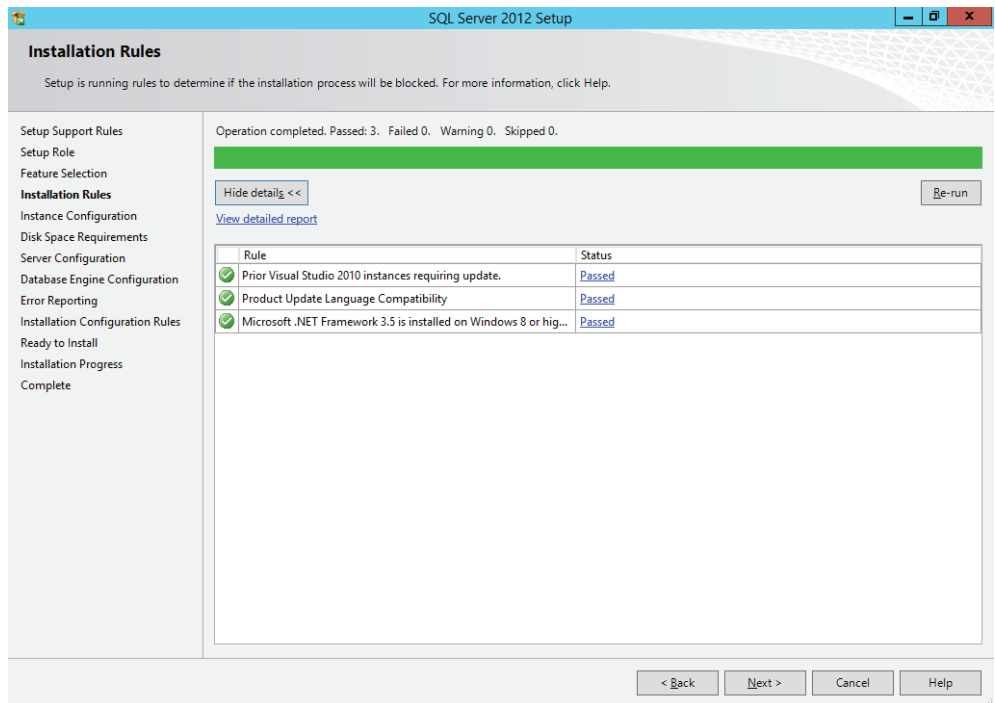 SQL Server 2012 Setup
Installation Rules
Setup is running rules to determine if the installation process will be blocked. For more information, click Help.
Setup Support Rules
Setup Role
Feature Selection
Installation Rules
Instance Configuration
Disk Space Requirements
Server Configuration
Database Engine Configuration
Error Reporting
Installation Configuration Rules
Ready to Install
Installation Progress
Complete
Operation completed. Passed: 3. Failed 0. Warning 0. Skipped 0.
Hide details <<
Re-run
View detailed report
Rule Status
Prior Visual Studio 2010 instances requiring update. Passed
Product Update Language Compatibility Passed
Microsoft .NET Framework 3.5 is installed on Windows 8 or hig... Passed
< Back Next > Cancel Help